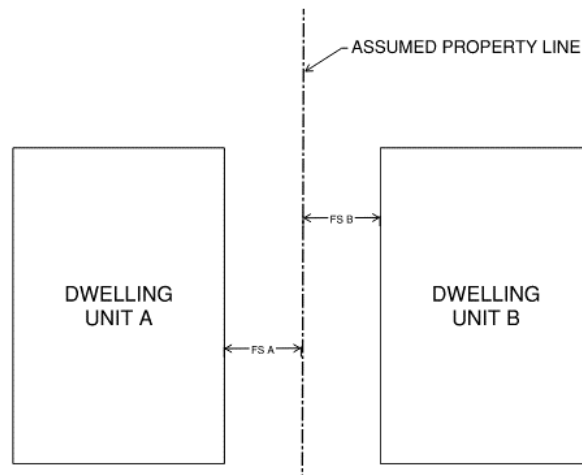 ASSUMED PROPERTY LINE
FS B
DWELLING
UNIT A
DWELLING
UNIT B
FS A